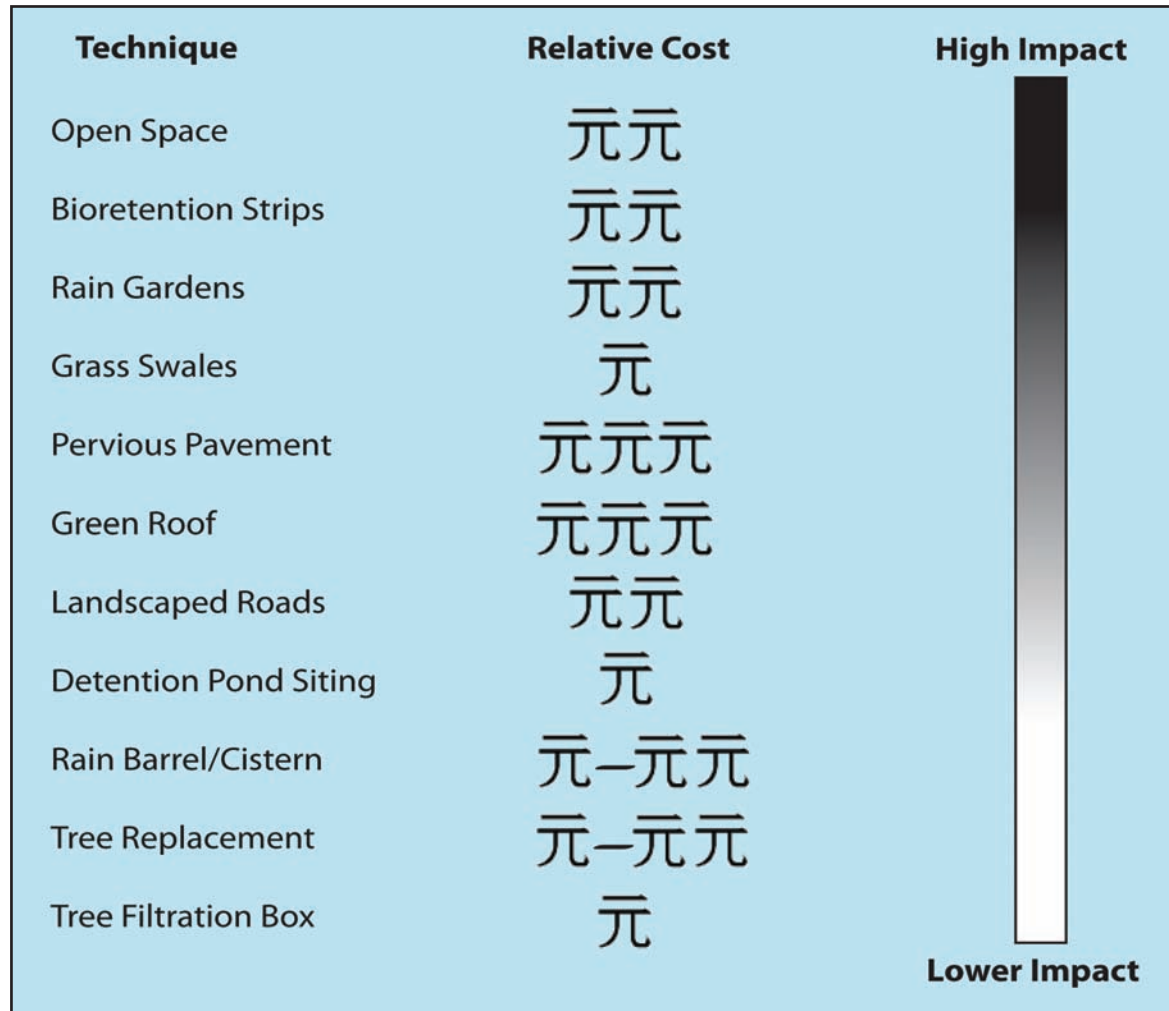 Technique Relative Cost High Impact
Open Space 元元
Bioretention Strips 元元
Rain Gardens 元元
Grass Swales 元
Pervious Pavement 元元元
Green Roof 元元元
Landscaped Roads 元元
Detention Pond Siting 元
Rain Barrel/Cistern 元–元元
Tree Replacement 元–元元
Tree Filtration Box 元
Lower Impact